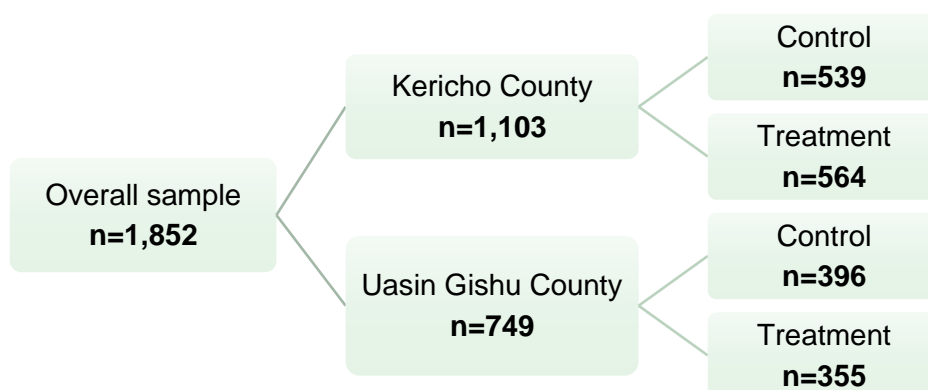 Overall sample
n=1,852
Kericho County
n=1,103
Uasin Gishu County
n=749
Control
n=539
Treatment
n=564
Control
n=396
Treatment
n=355